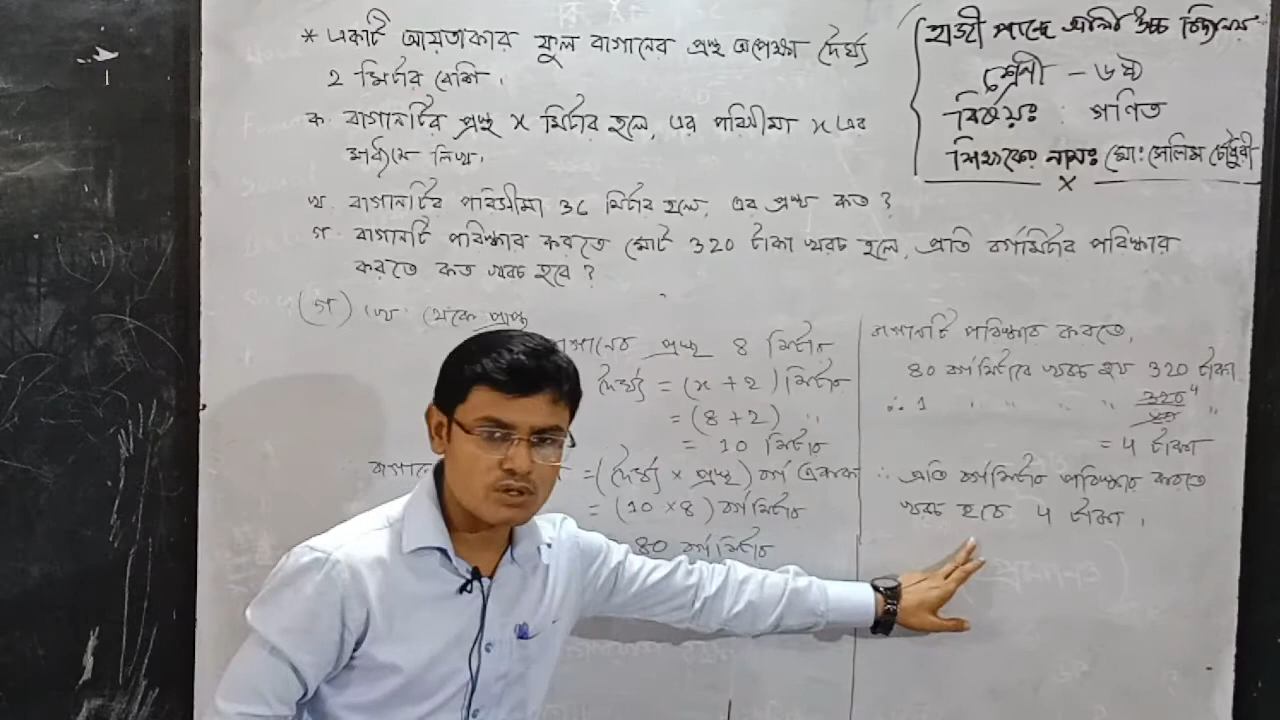 * একটি আয়তাকার ফুল বাগানের প্রস্থ অপেক্ষা দৈর্ঘ্য
2 মিটার বেশি।
ক. বাগানটির প্রস্থ x মিটার হলে, এর পরিসীমা x এর
মাধ্যমে লিখ।
খ. বাগানটির পরিসীমা 36 মিটার হলে, এর প্রস্থ কত?
গ. বাগানটি পরিষ্কার করতে মোট 320 টাকা খরচ হলে, প্রতি বর্গমিটার পরিষ্কার
করতে কত খরচ হবে?
হাজী উচ্চ বিদ্যালয়
শ্রেণী - ৬ষ্ঠ
বিষয়ঃ গণিত
শিক্ষকের নামঃ মোঃ সেলিম চৌধুরী
x
(গ) খ থেকে প্রাপ্ত
বাগানের প্রস্থ 8 মিটার
দৈর্ঘ্য = (x + 2) মিটার
= (8 + 2) "
= 10 মিটার
= (দৈর্ঘ্য × প্রস্থ) বর্গ একক
= (10 × 8) বর্গমিটার
80 বর্গমিটার
বাগানটি পরিষ্কার করতে,
80 বর্গমিটারে খরচ হয় 320 টাকা
∴ 1 " " " " 320 4 "
80
= 4 টাকা
∴ প্রতি বর্গমিটার পরিষ্কার করতে
খরচ হবে 4 টাকা।